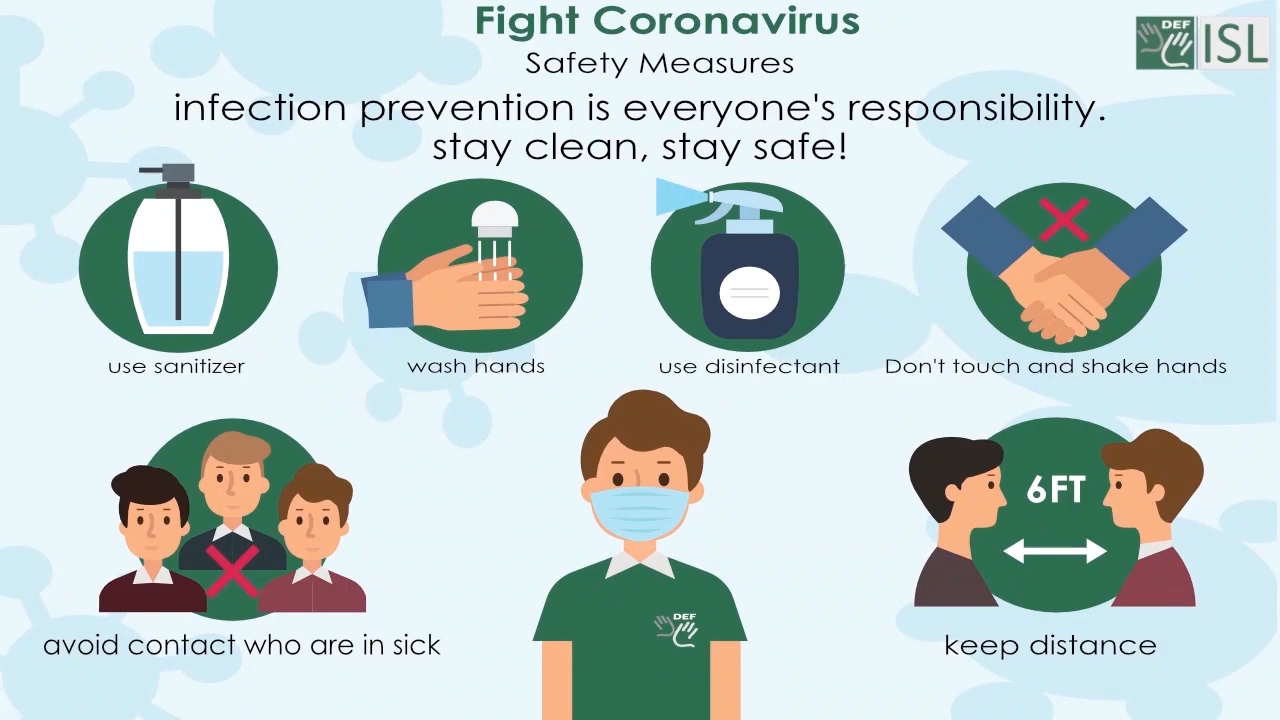 Fight Coronavirus
DEF
ISL
Safety Measures
infection prevention is everyone's responsibility.
stay clean, stay safe!
use sanitizer
wash hands
use disinfectant
Don't touch and shake hands
6FT
DEF
avoid contact who are in sick
keep distance